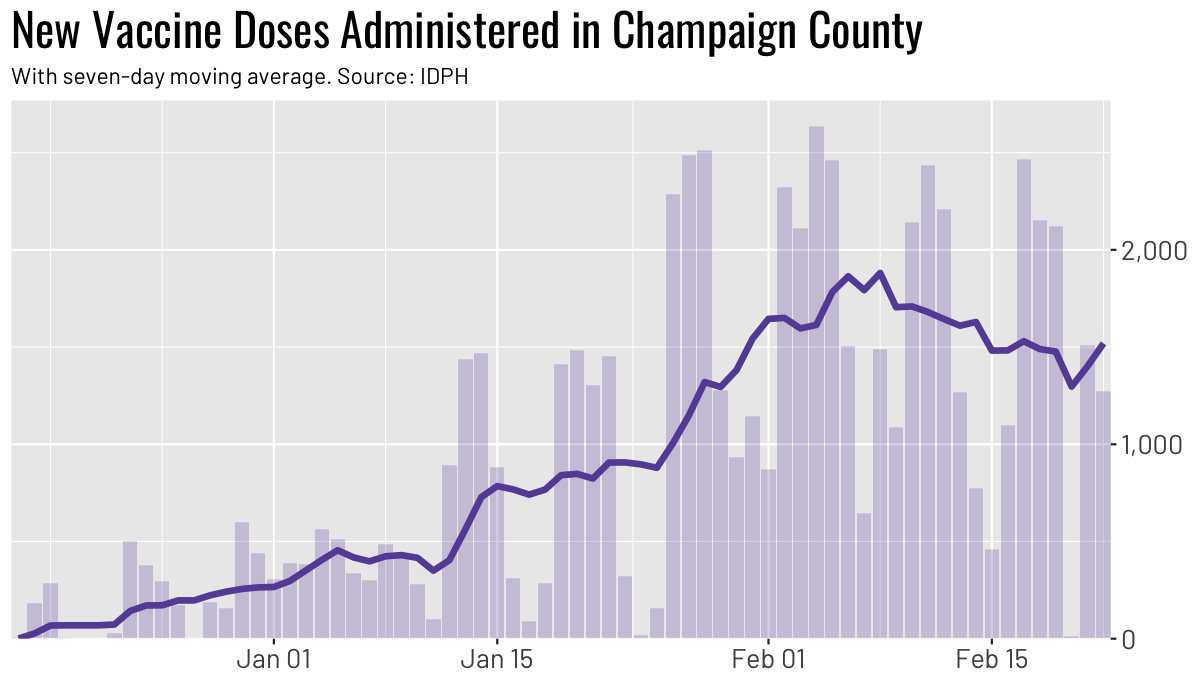 New Vaccine Doses Administered in Champaign County
With seven-day moving average. Source: IDPH
2,000
1,000
0
Jan 01
Jan 15
Feb 01
Feb 15